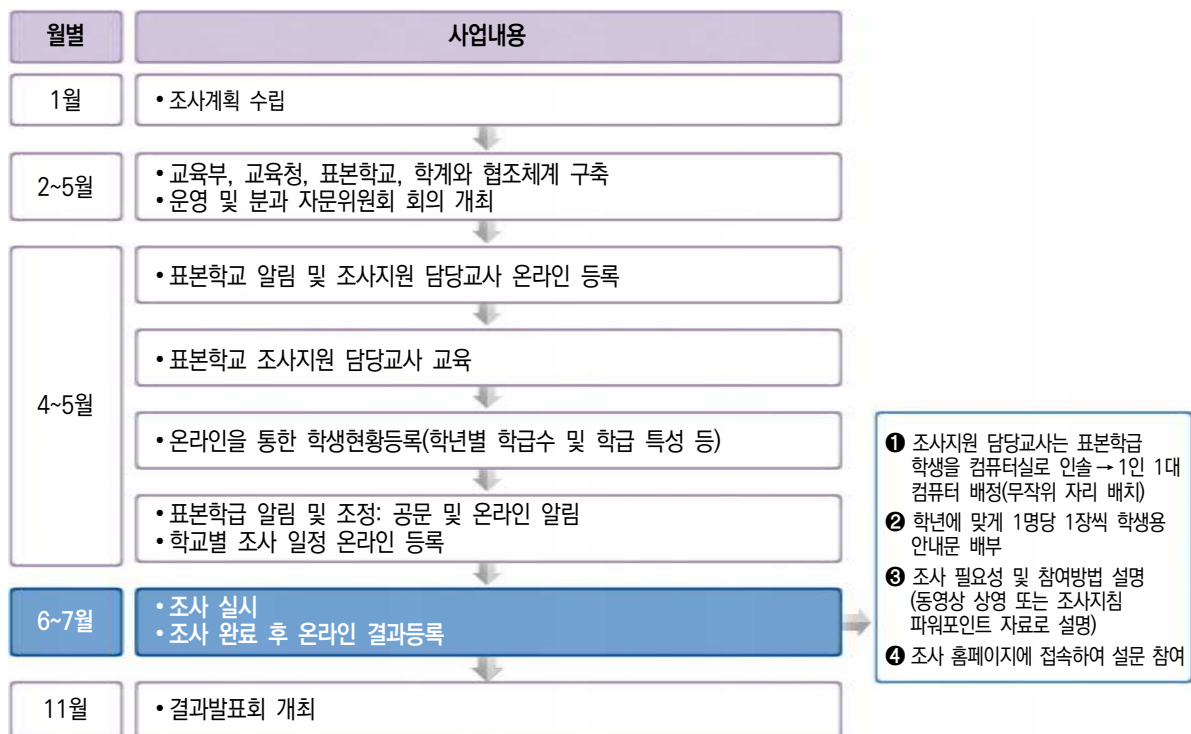 월별
사업내용
1월
• 조사계획 수립
2~5월
• 교육부, 교육청, 표본학교, 학계와 협조체계 구축
• 운영 및 분과 자문위원회 회의 개최
4~5월
• 표본학교 알림 및 조사지원 담당교사 온라인 등록
• 표본학교 조사지원 담당교사 교육
• 온라인을 통한 학생현황등록(학년별 학급수 및 학급 특성 등)
• 표본학급 알림 및 조정: 공문 및 온라인 알림
• 학교별 조사 일정 온라인 등록
6~7월
• 조사 실시
• 조사 완료 후 온라인 결과등록
❶ 조사지원 담당교사는 표본학급
학생을 컴퓨터실로 인솔 → 1인 1대
컴퓨터 배정(무작위 자리 배치)
❷ 학년에 맞게 1명당 1장씩 학생용
안내문 배부
❸ 조사 필요성 및 참여방법 설명
(동영상 상영 또는 조사지침
파워포인트 자료로 설명)
❹ 조사 홈페이지에 접속하여 설문 참여
11월
• 결과발표회 개최